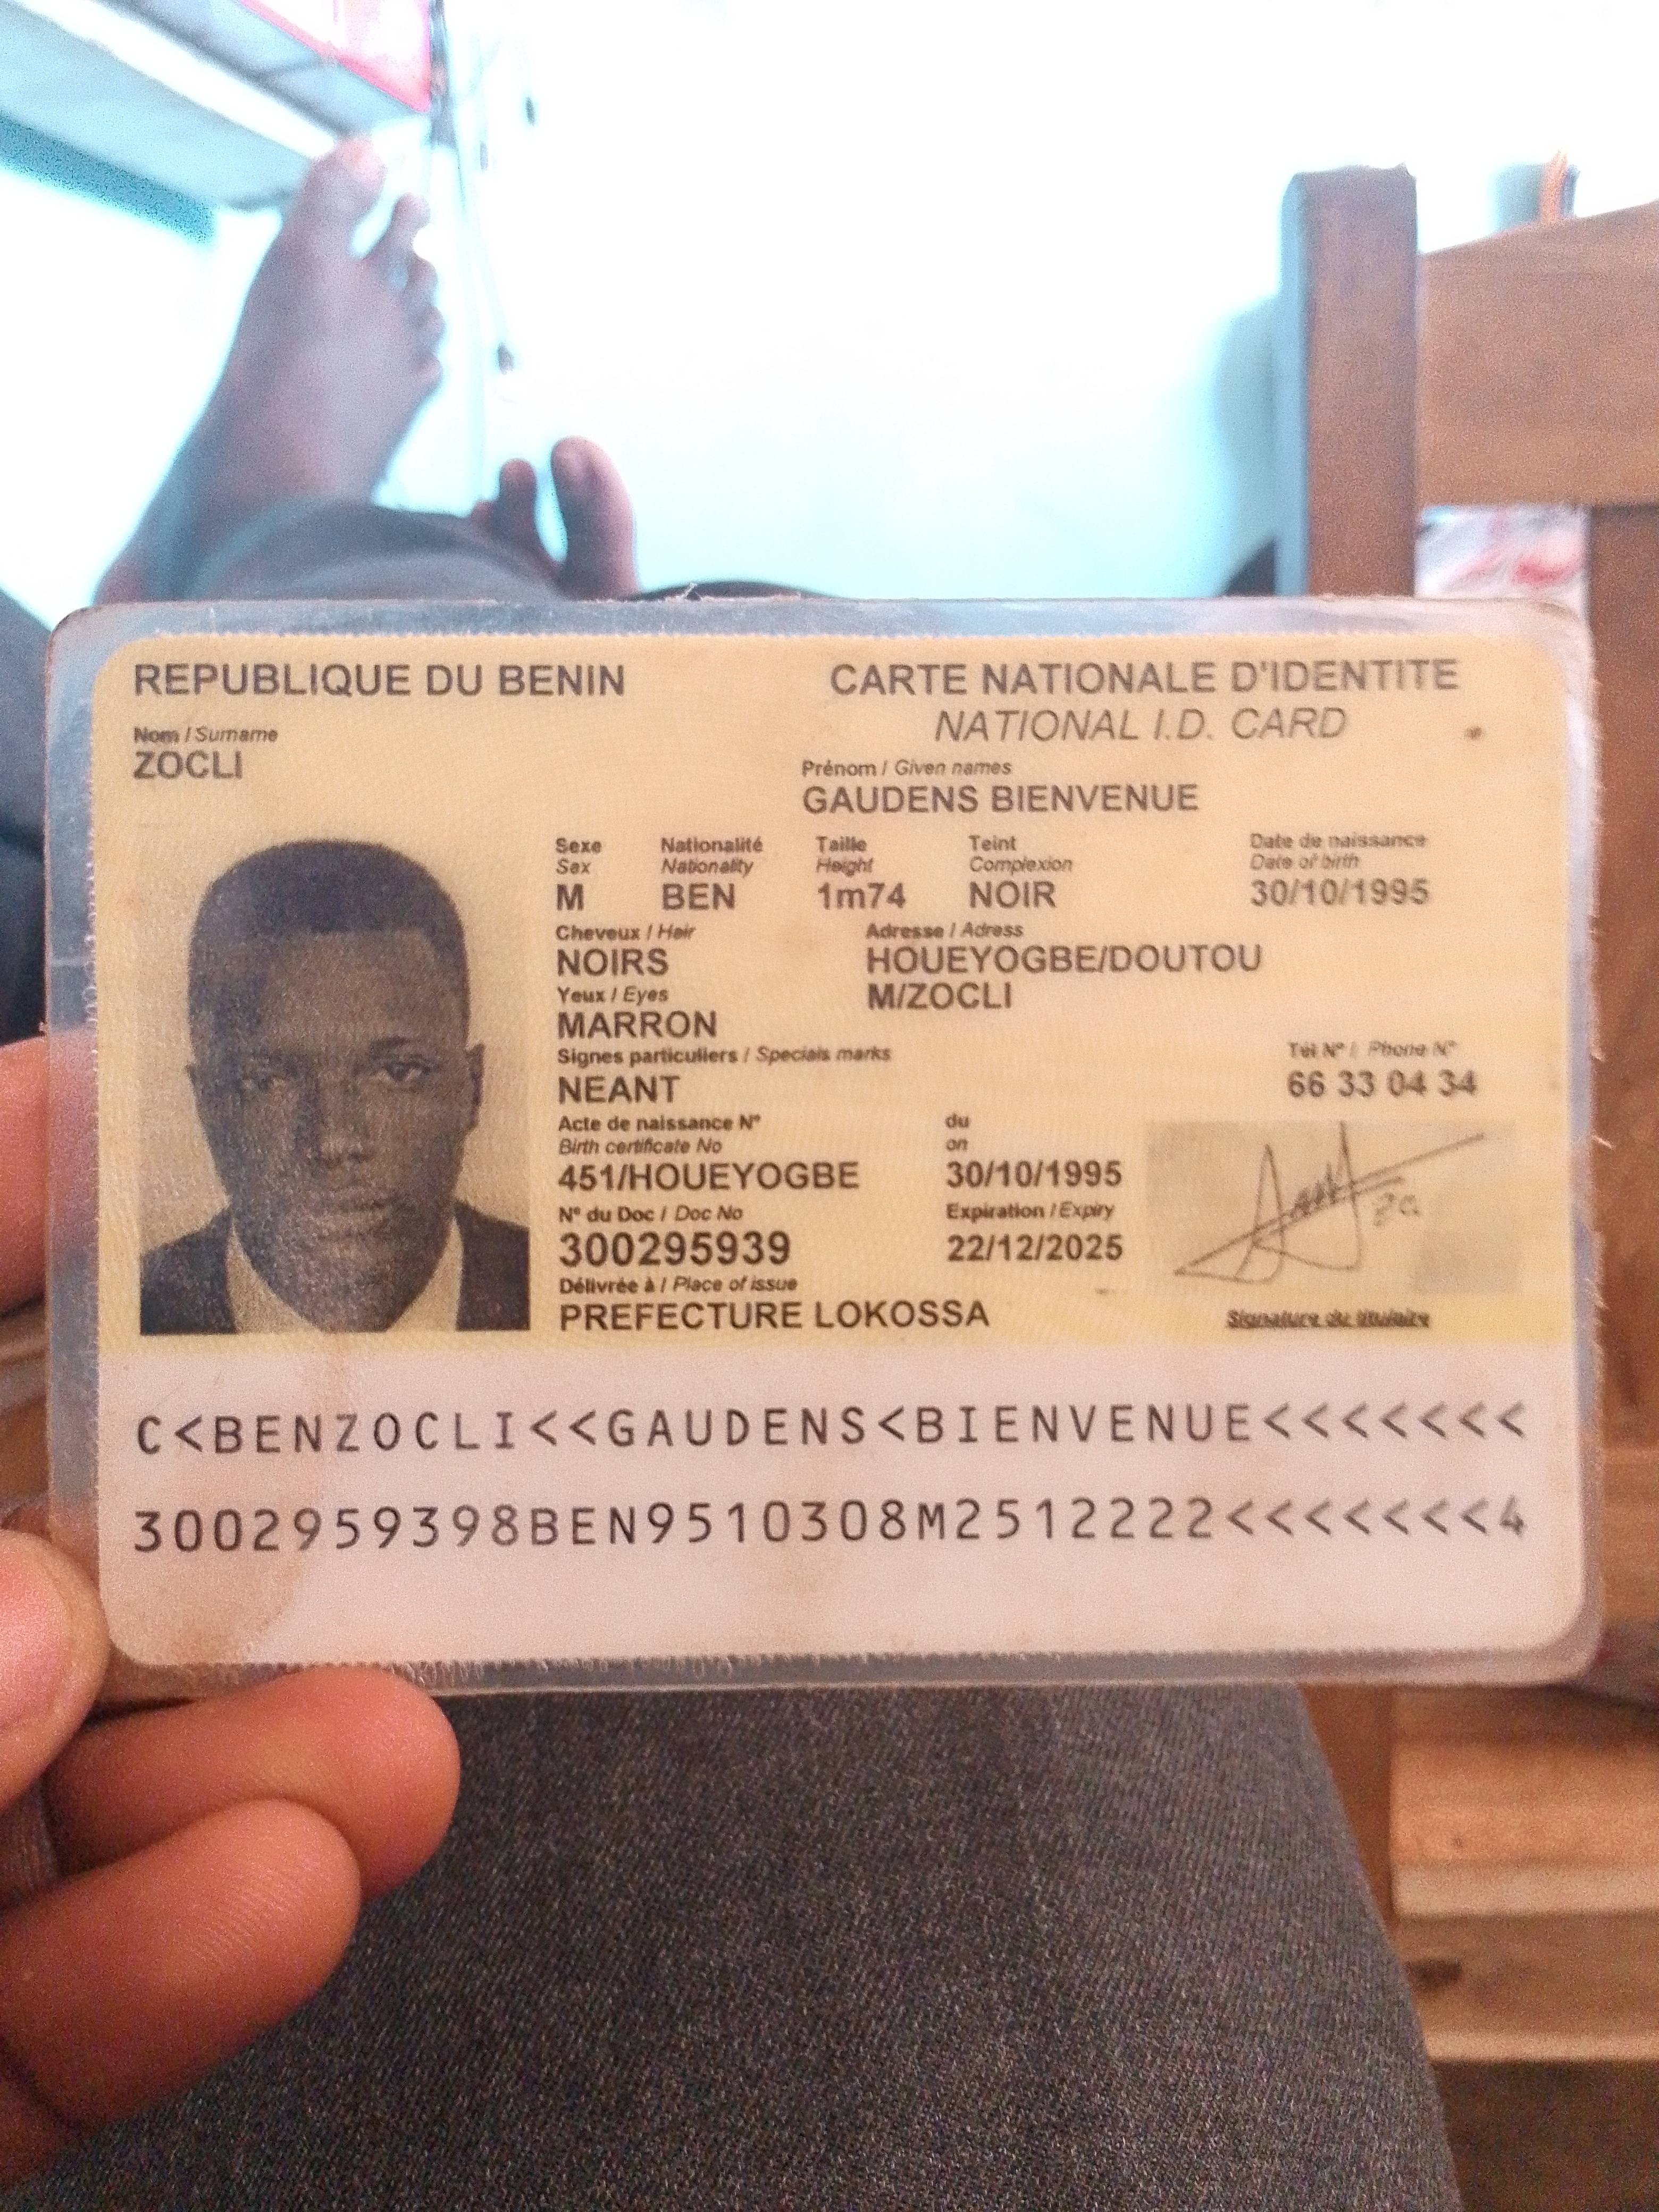 REPUBLIQUE DU BENIN
CARTE NATIONALE D'IDENTITE
NATIONAL I.D. CARD
Nom / Surname
ZOCLI
Prénom / Given names
GAUDENS BIENVENUE
Sexe Nationalité Taille Teint Date de naissance
Sex Nationality Height Complexion Date of birth
M BEN 1m74 NOIR 30/10/1995
Cheveux / Hair Adresse / Adress
NOIRS HOUEYOGBE/DOUTOU
Yeux / Eyes M/ZOCLI
MARRON
Signes particuliers / Specials marks Tél N° / Phone N°
NEANT 66 33 04 34
Acte de naissance N° du
Birth certificate No on
451/HOUEYOGBE 30/10/1995
N° du Doc / Doc No Expiration / Expiry
300295939 22/12/2025
Délivrée à / Place of issue
PREFECTURE LOKOSSA Signature du titulaire
C<BENZOCLI<<GAUDENS<BIENVENUE<<<<<<<
3002959398BEN9510308M2512222<<<<<<<4